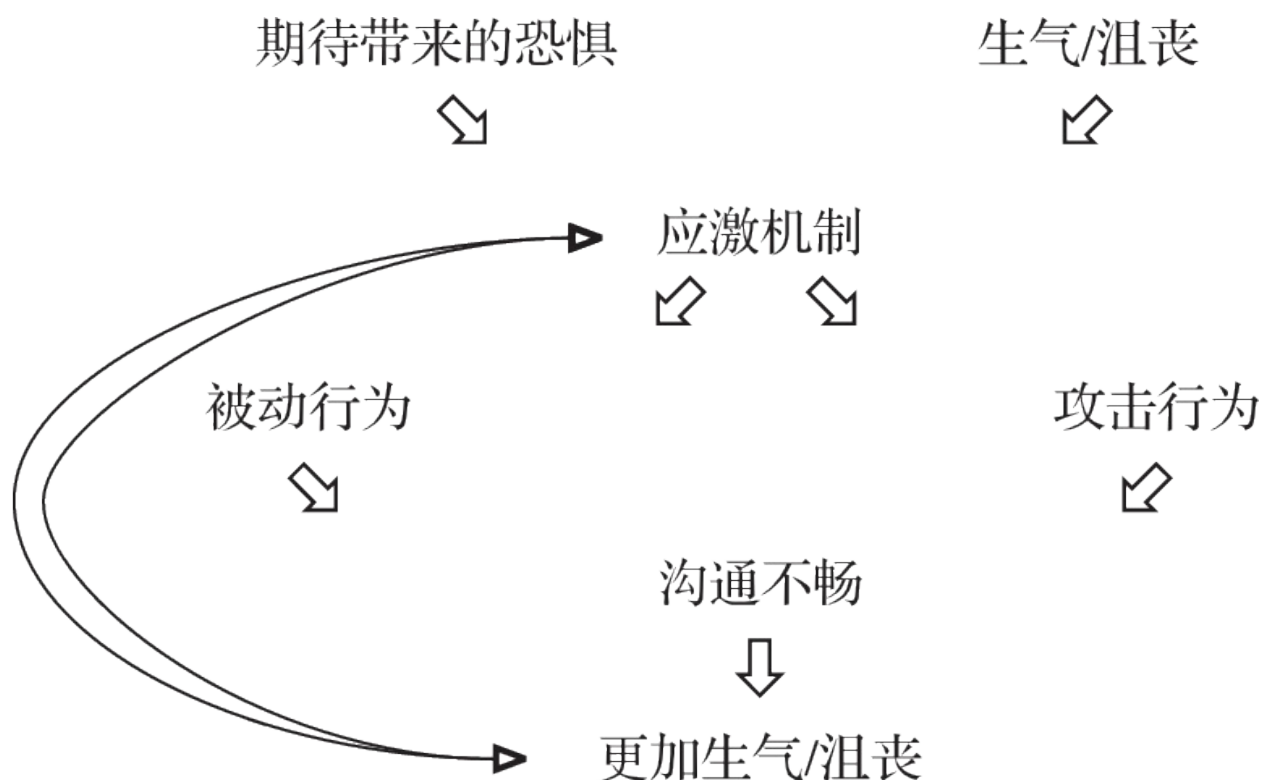 期待带来的恐惧
生气/沮丧
应激机制
被动行为
攻击行为
沟通不畅
更加生气/沮丧